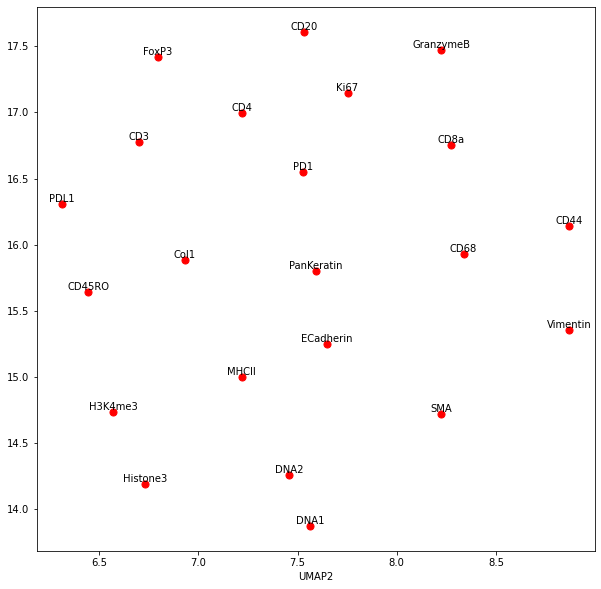 CD20
17.5
FoxP3
GranzymeB
Ki67
17.0
CD4
CD3
CD8a
16.5
PD1
PDL1
CD44
16.0
Col1
CD68
PanKeratin
CD45RO
15.5
Vimentin
ECadherin
15.0
MHCII
H3K4me3
SMA
14.5
Histone3
DNA2
14.0
DNA1
6.5 7.0 7.5 8.0 8.5
UMAP2